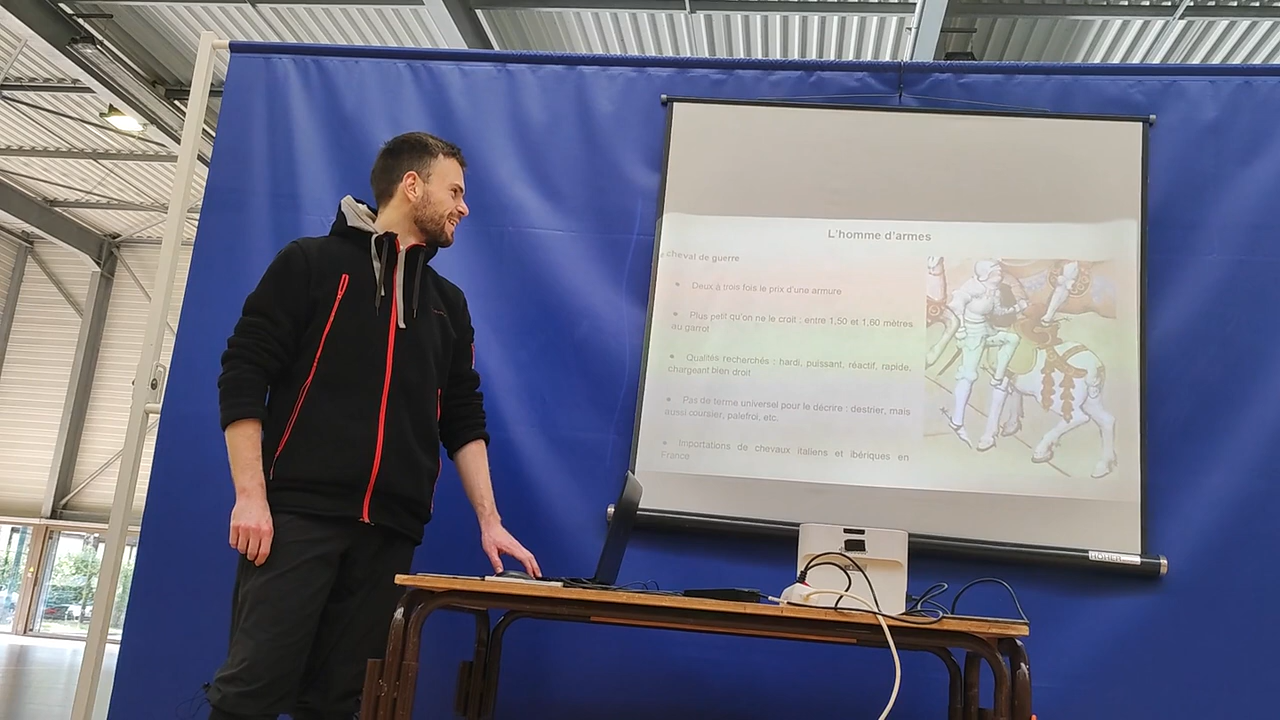 L'homme d'armes
cheval de guerre
Deux à trois fois le prix d'une armure
Plus petit qu'on ne le croit : entre 1,50 et 1,60 mètres
au garrot
Qualités recherchés : hardi, puissant, réactif, rapide,
chargeant bien droit
Pas de terme universel pour le décrire : destrier, mais
aussi coursier, palefroi, etc.
Importations de chevaux italiens et ibériques en
France